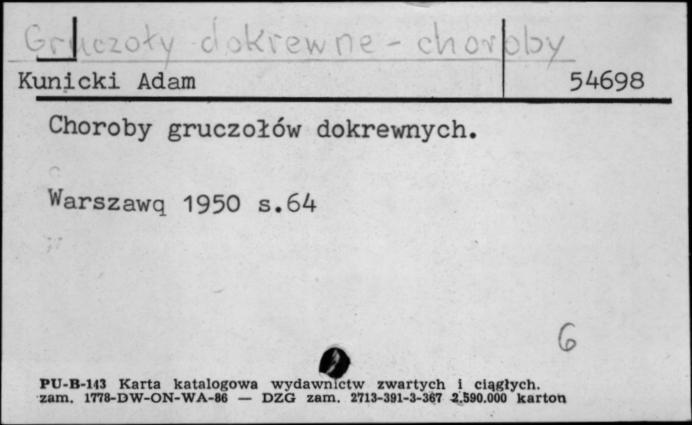 Gruczoły dokrewne - choroby
Kunicki Adam 54698
Choroby gruczołów dokrewnych.
Warszawq 1950 s.64
6
PU-B-143 Karta katalogowa wydawnictw zwartych i ciągłych.
zam. 1778-DW-ON-WA-86 — DZG zam. 2713-391-3-367 2.590.000 karton